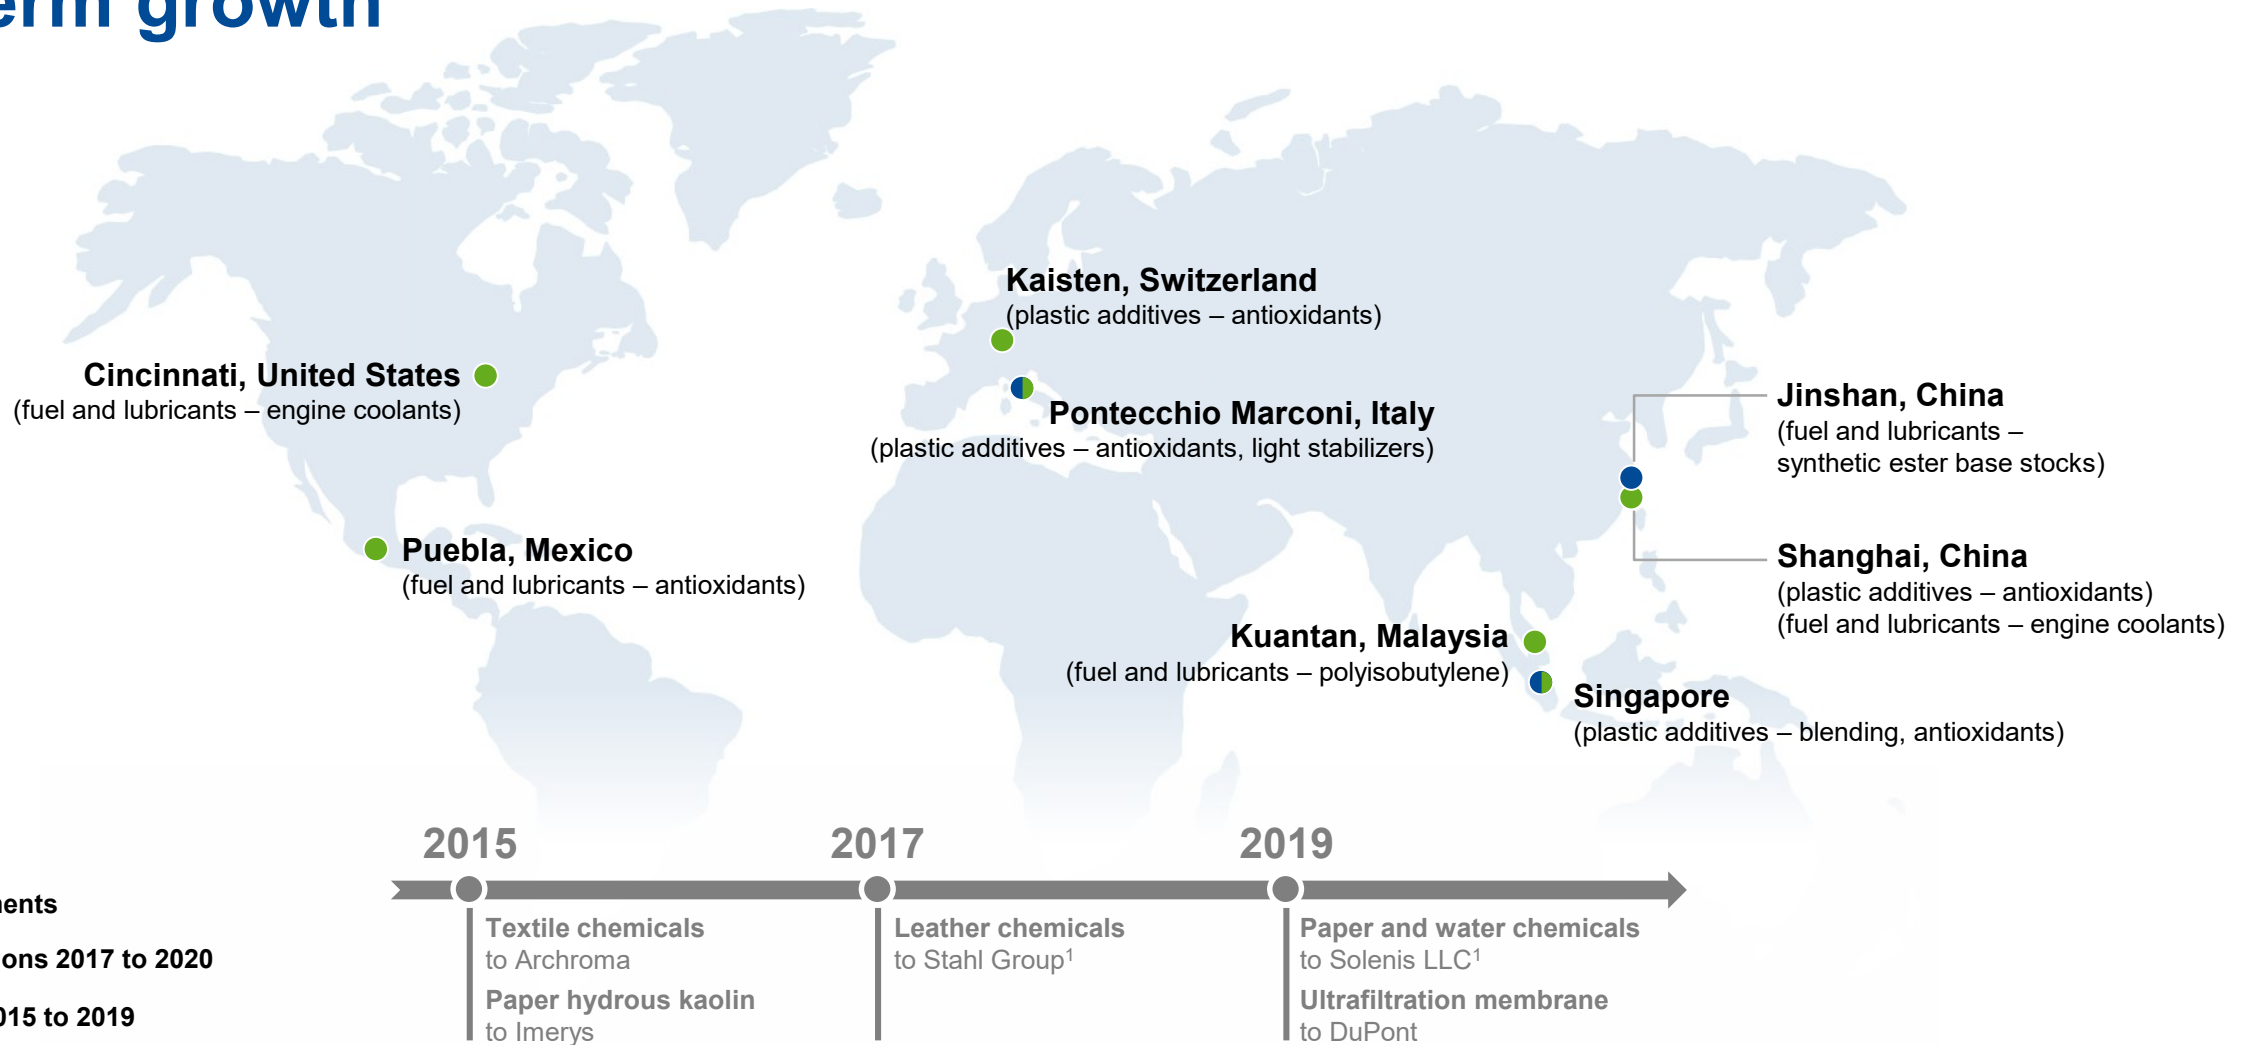 growth
Kaisten, Switzerland
(plastic additives – antioxidants)
Cincinnati, United States
(fuel and lubricants – engine coolants)
Pontecchio Marconi, Italy
(plastic additives – antioxidants, light stabilizers)
Jinshan, China
(fuel and lubricants –
synthetic ester base stocks)
Puebla, Mexico
(fuel and lubricants – antioxidants)
Shanghai, China
(plastic additives – antioxidants)
(fuel and lubricants – engine coolants)
Kuantan, Malaysia
(fuel and lubricants – polyisobutylene)
Singapore
(plastic additives – blending, antioxidants)
2015
2017
2019
Textile chemicals
to Archroma
Paper hydrous kaolin
to Imerys
Leather chemicals
to Stahl Group¹
Paper and water chemicals
to Solenis LLC¹
Ultrafiltration membrane
to DuPont
2017 to 2020
to 2019